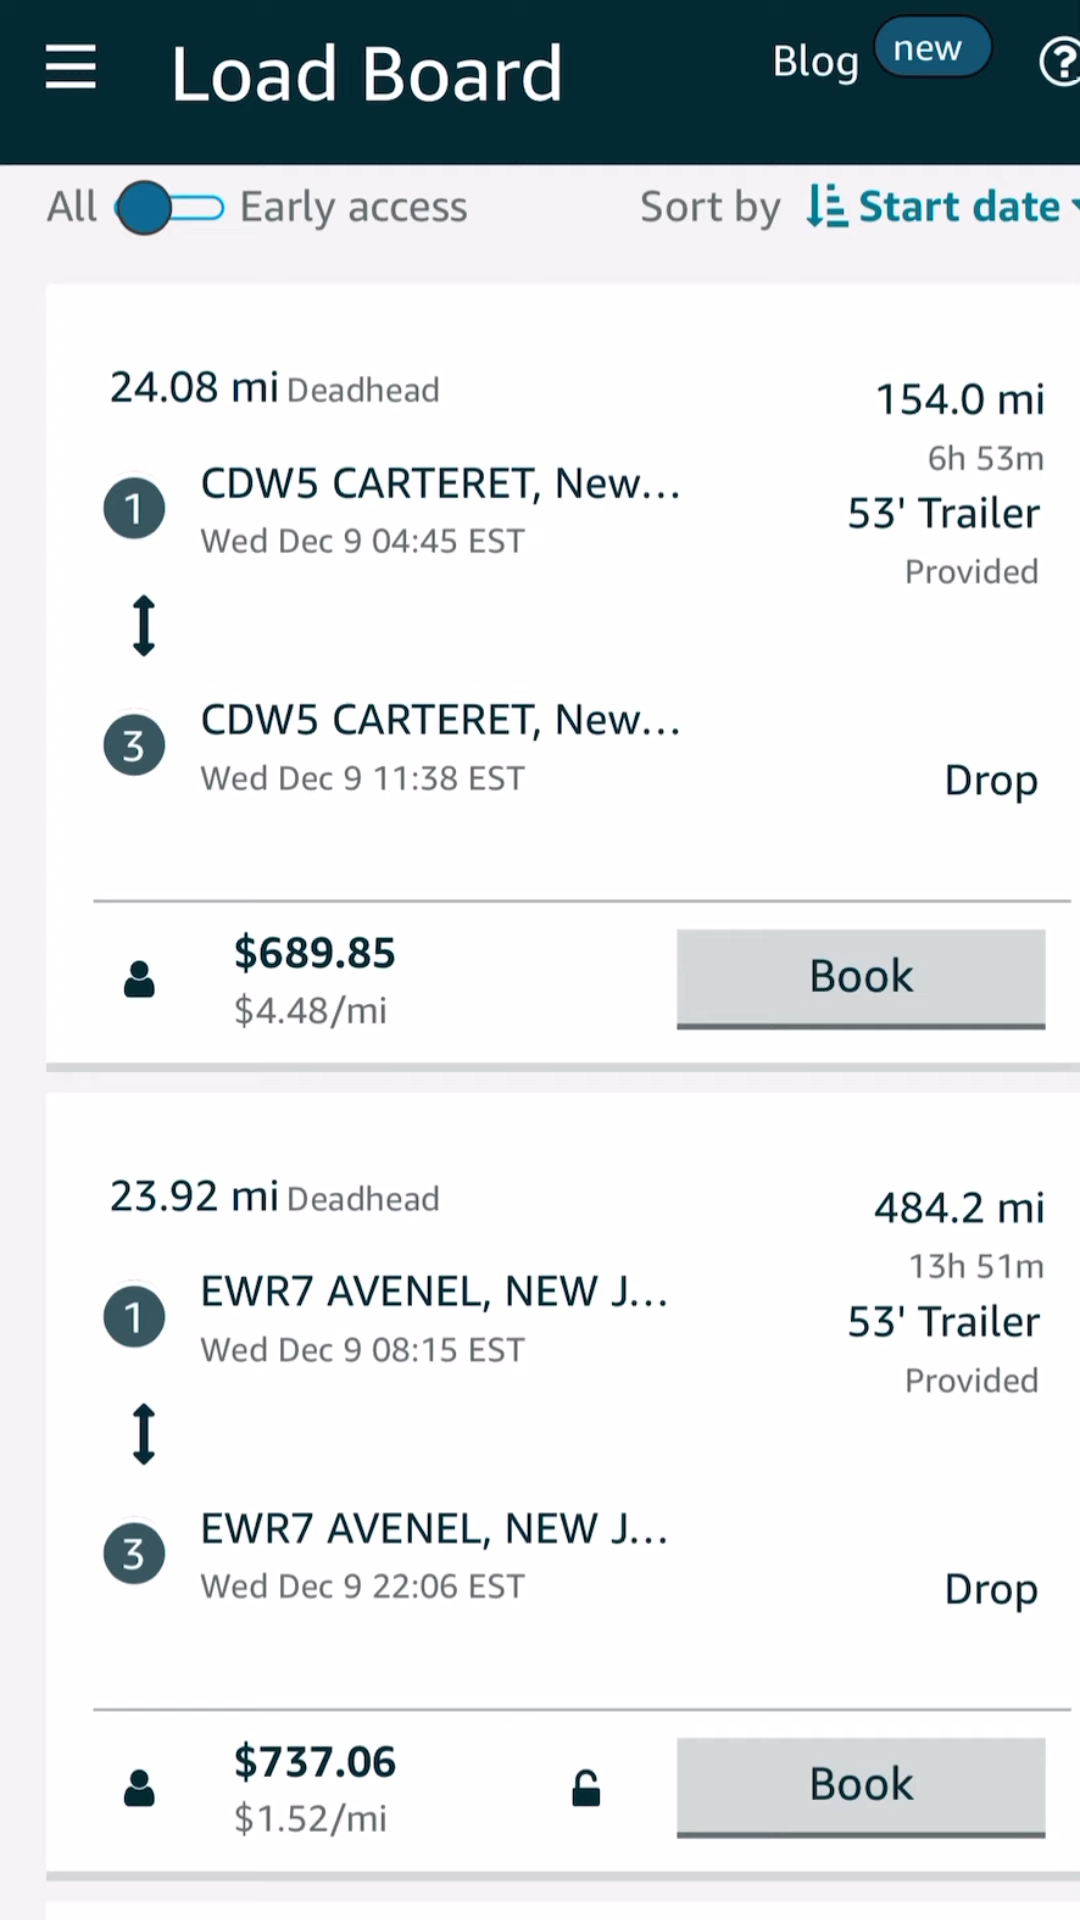 Load Board
Blog
new
All
Early access
Sort by
Start date
24.08 mi Deadhead
154.0 mi
6h 53m
1
CDW5 CARTERET, New...
53' Trailer
Wed Dec 9 04:45 EST
Provided
3
CDW5 CARTERET, New...
Wed Dec 9 11:38 EST
Drop
$689.85
$4.48/mi
Book
23.92 mi Deadhead
484.2 mi
13h 51m
1
EWR7 AVENEL, NEW J...
53' Trailer
Wed Dec 9 08:15 EST
Provided
3
EWR7 AVENEL, NEW J...
Wed Dec 9 22:06 EST
Drop
$737.06
$1.52/mi
Book